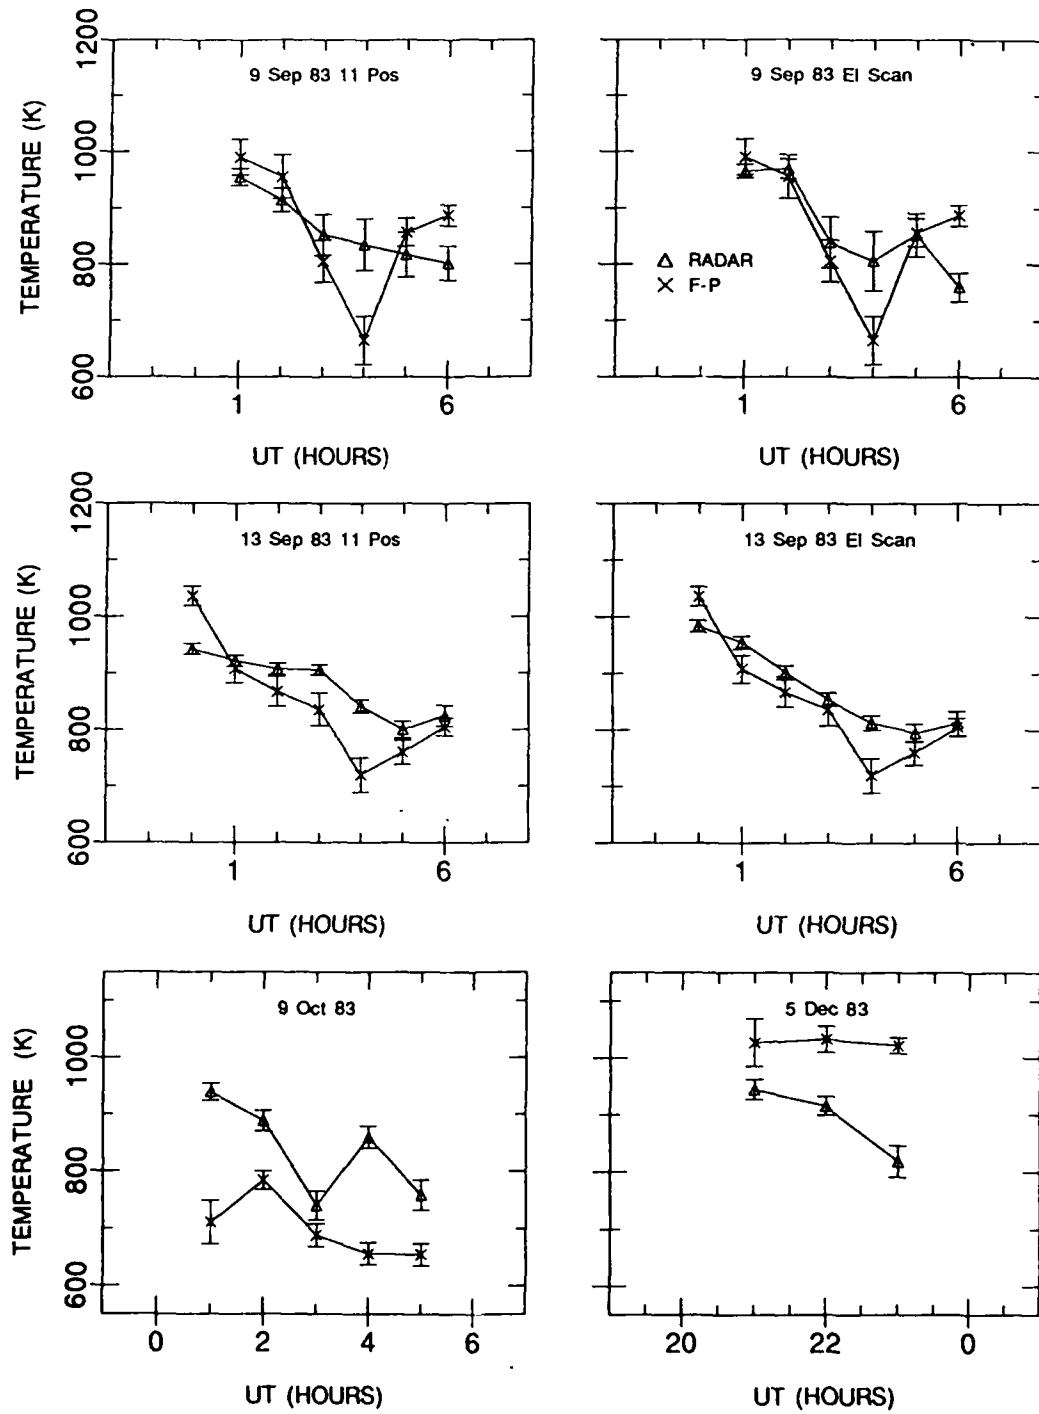 9 Sep 83 11 Pos
TEMPERATURE (K)
1200
1000
800
600
1
6
UT (HOURS)
9 Sep 83 El Scan
RADAR
F-P
1
6
UT (HOURS)
13 Sep 83 11 Pos
TEMPERATURE (K)
1200
1000
800
600
1
6
UT (HOURS)
13 Sep 83 El Scan
1
6
UT (HOURS)
9 Oct 83
TEMPERATURE (K)
1000
800
600
0
2
4
6
UT (HOURS)
5 Dec 83
20
22
0
UT (HOURS)